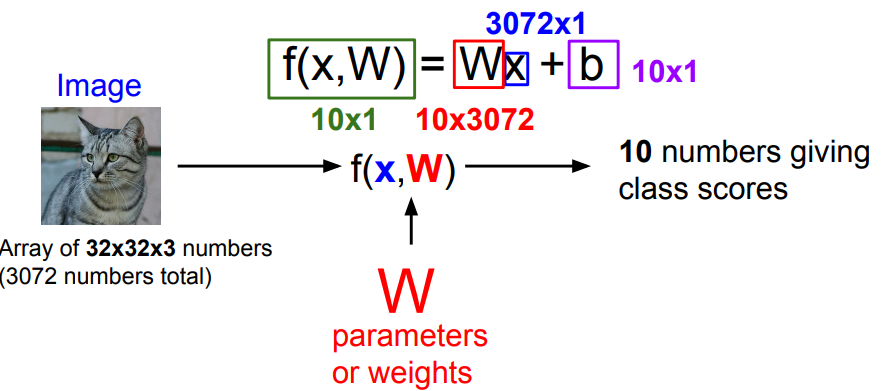 3072x1
f(x,W) = Wx + b 10x1
10x1 10x3072
Image
f(x,W)
10 numbers giving
class scores
Array of 32x32x3 numbers
(3072 numbers total)
W
parameters
or weights